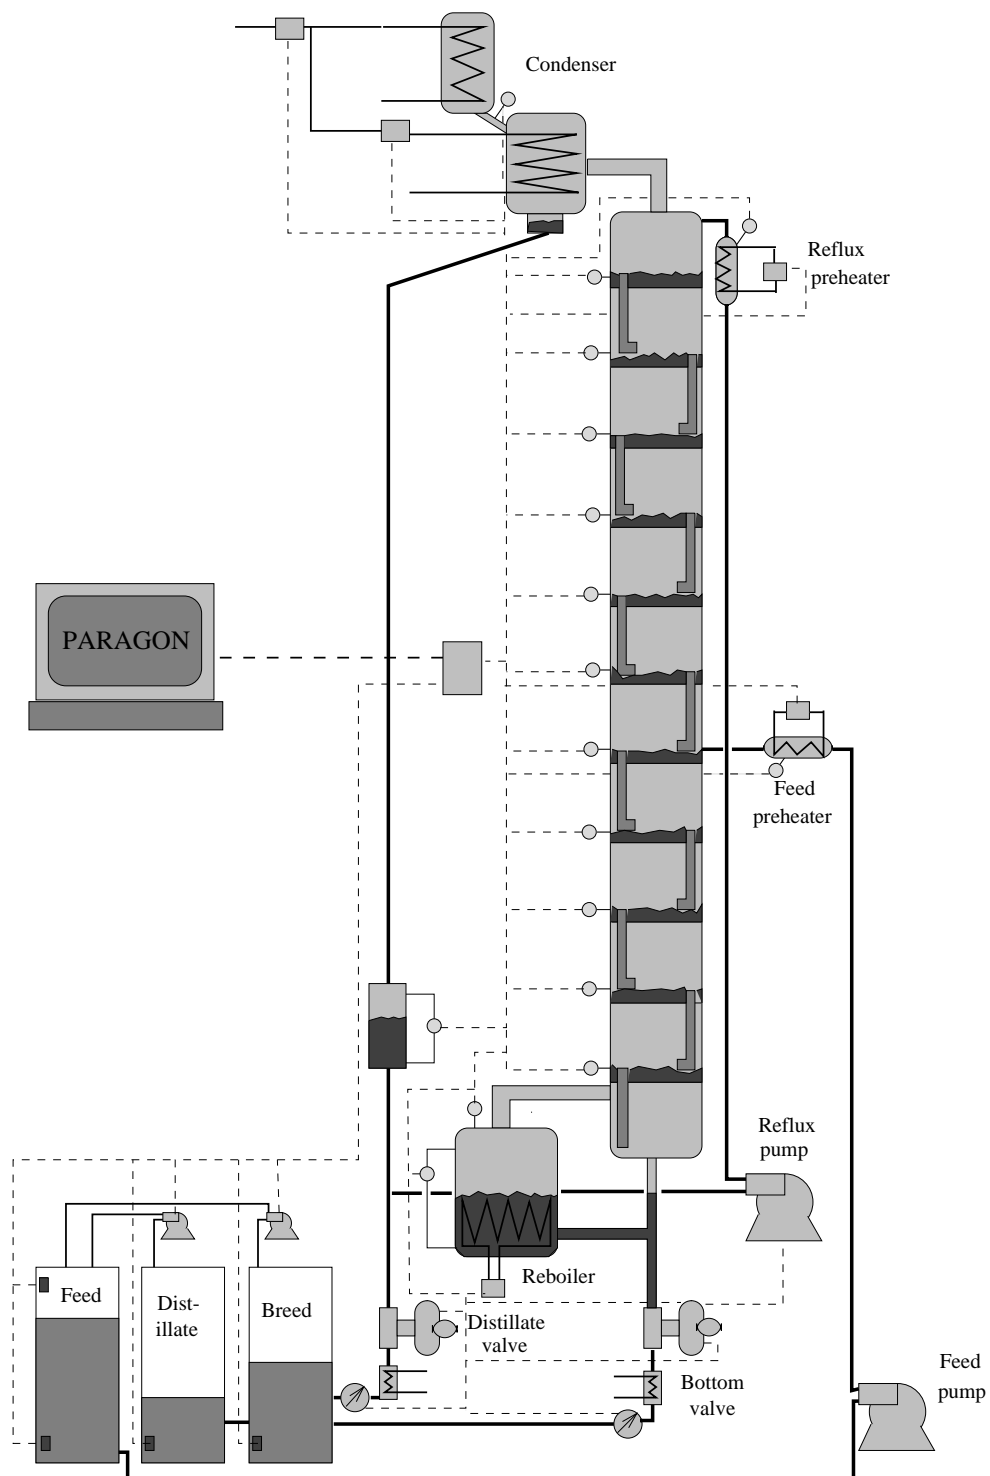 Condenser
Reflux
preheater
PARAGON
Feed
preheater
Reflux
pump
Reboiler
Feed
Dist-
illate
Breed
Distillate
valve
Bottom
valve
Feed
pump